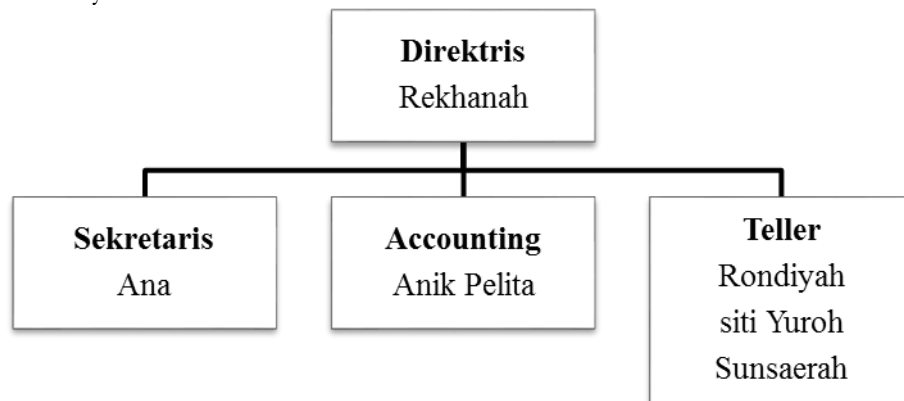 Direktris
Rekhanah
Sekretaris
Ana
Accounting
Anik Pelita
Teller
Rondiyah
siti Yuroh
Sunsaerah